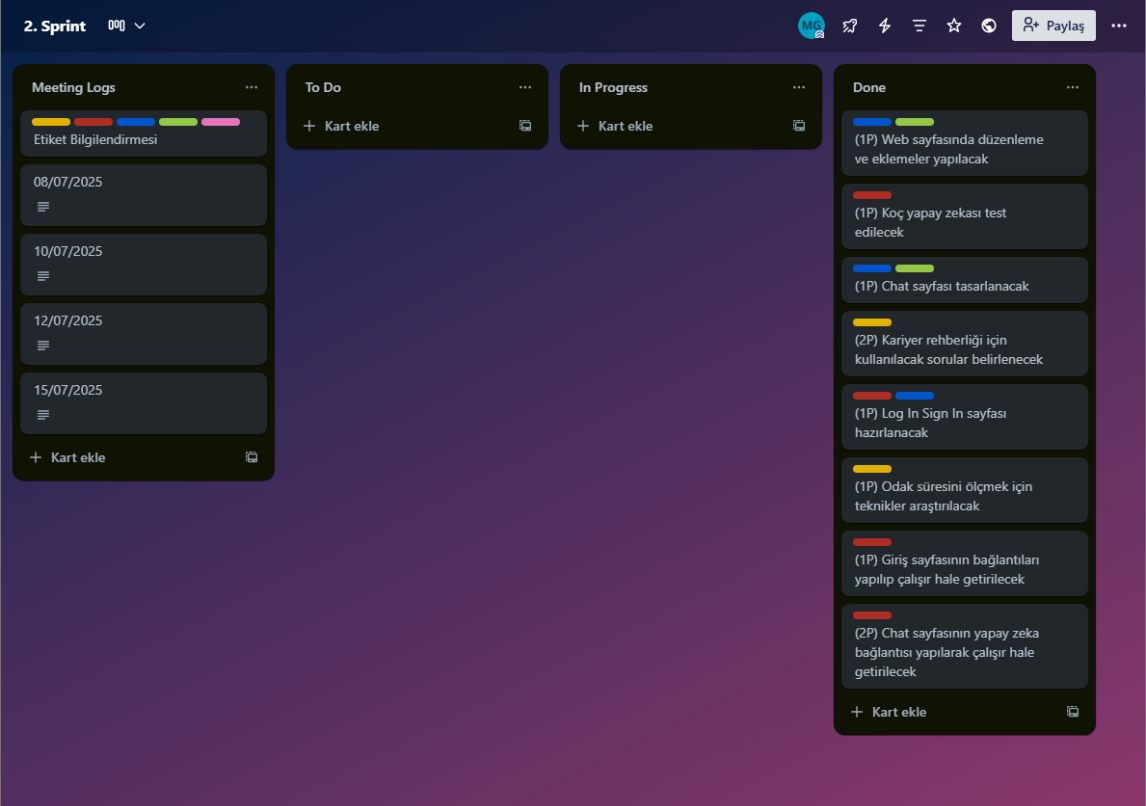 2. Sprint
MG
Paylaş
Meeting Logs
Etiket Bilgilendirmesi
08/07/2025
10/07/2025
12/07/2025
15/07/2025
Kart ekle
To Do
Kart ekle
In Progress
Kart ekle
Done
(1P) Web sayfasında düzenleme
ve eklemeler yapılacak
(1P) Koç yapay zekası test
edilecek
(1P) Chat sayfası tasarlanacak
(2P) Kariyer rehberliği için
kullanılacak sorular belirlenecek
(1P) Log In Sign In sayfası
hazırlanacak
(1P) Odak süresini ölçmek için
teknikler araştırılacak
(1P) Giriş sayfasının bağlantıları
yapılıp çalışır hale getirilecek
(2P) Chat sayfasının yapay zeka
bağlantısı yapılarak çalışır hale
getirilecek
Kart ekle